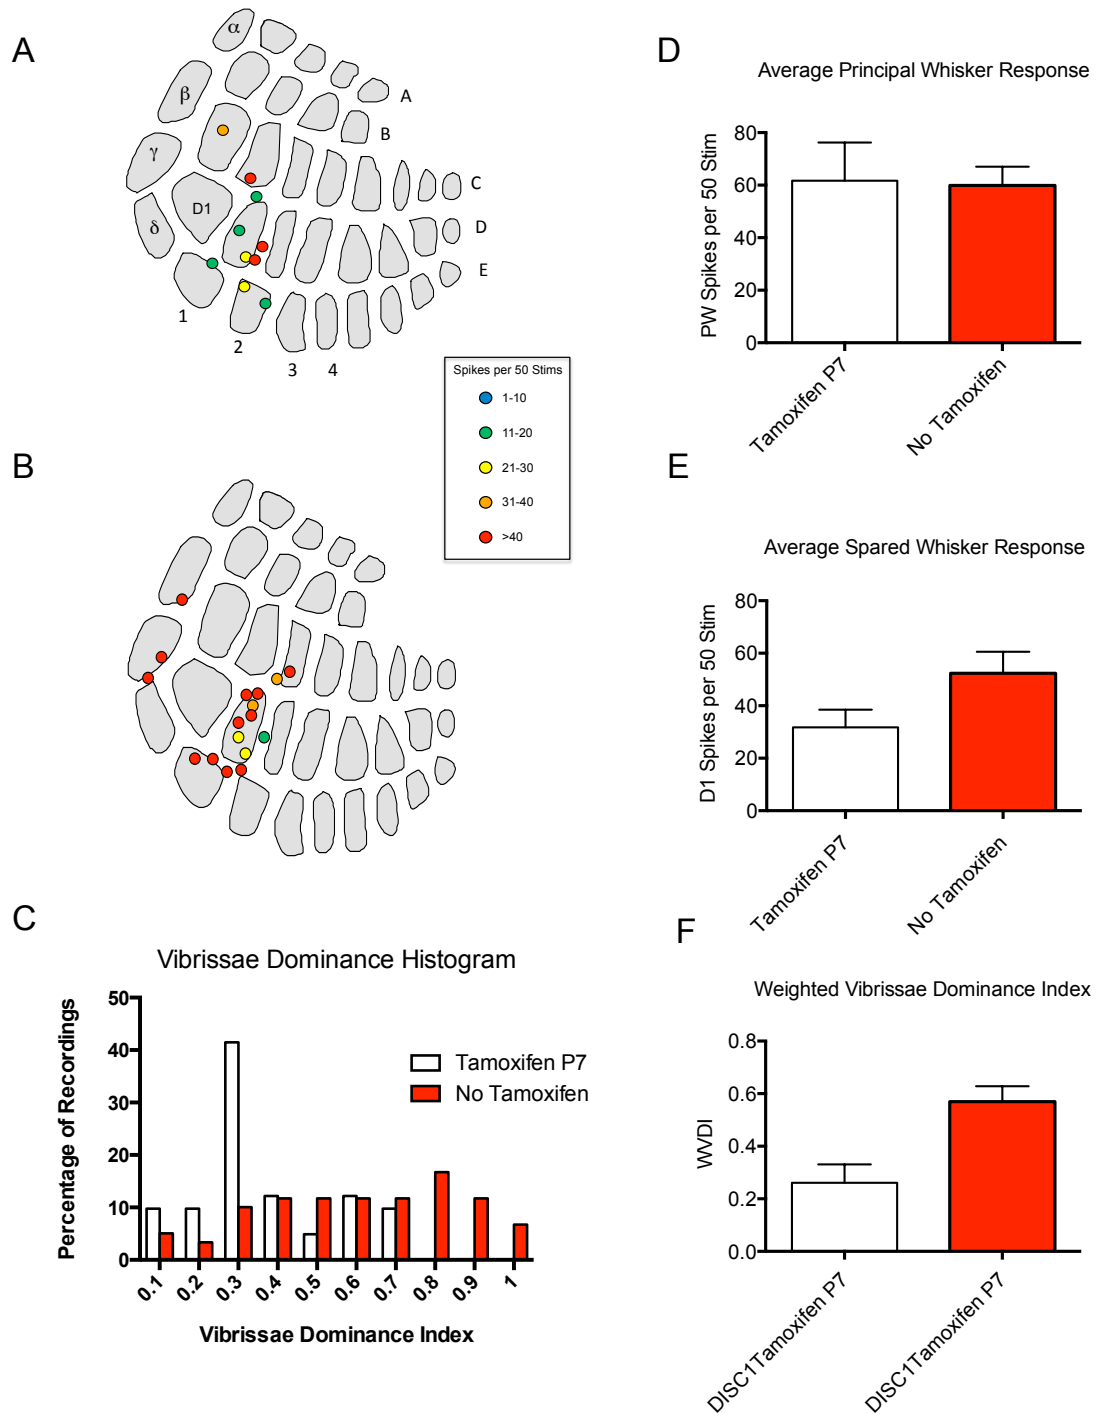 A
α
β
γ
δ
D1
A
B
C
D
E
1
2
3
4
Spikes per 50 Stims
1-10
11-20
21-30
31-40
>40
B
C
Vibrissae Dominance Histogram
Percentage of Recordings
50
40
30
20
10
0
Tamoxifen P7
No Tamoxifen
0.1 0.2 0.3 0.4 0.5 0.6 0.7 0.8 0.9 1
Vibrissae Dominance Index
D
Average Principal Whisker Response
PW Spikes per 50 Stim
80
60
40
20
0
Tamoxifen P7
No Tamoxifen
E
Average Spared Whisker Response
D1 Spikes per 50 Stim
80
60
40
20
0
Tamoxifen P7
No Tamoxifen
F
Weighted Vibrissae Dominance Index
WVDI
0.8
0.6
0.4
0.2
0.0
DISC1Tamoxifen P7
DISC1Tamoxifen P7